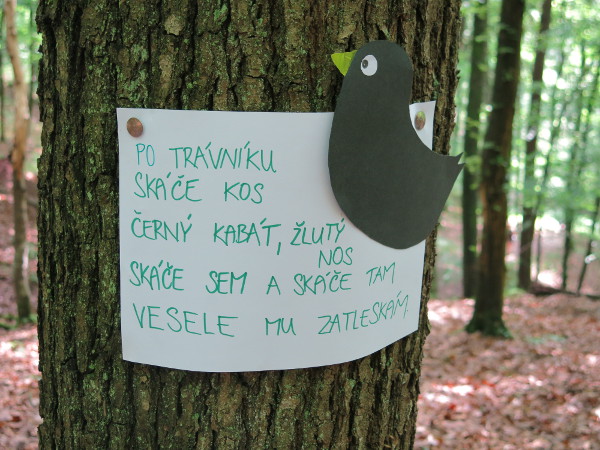 PO TRÁVNÍKU
SKÁČE KOS
ČERNÝ KABÁT, ŽLUTÝ
NOS
SKÁČE SEM A SKÁČE TAM
VESELE MU ZATLESKÁM.